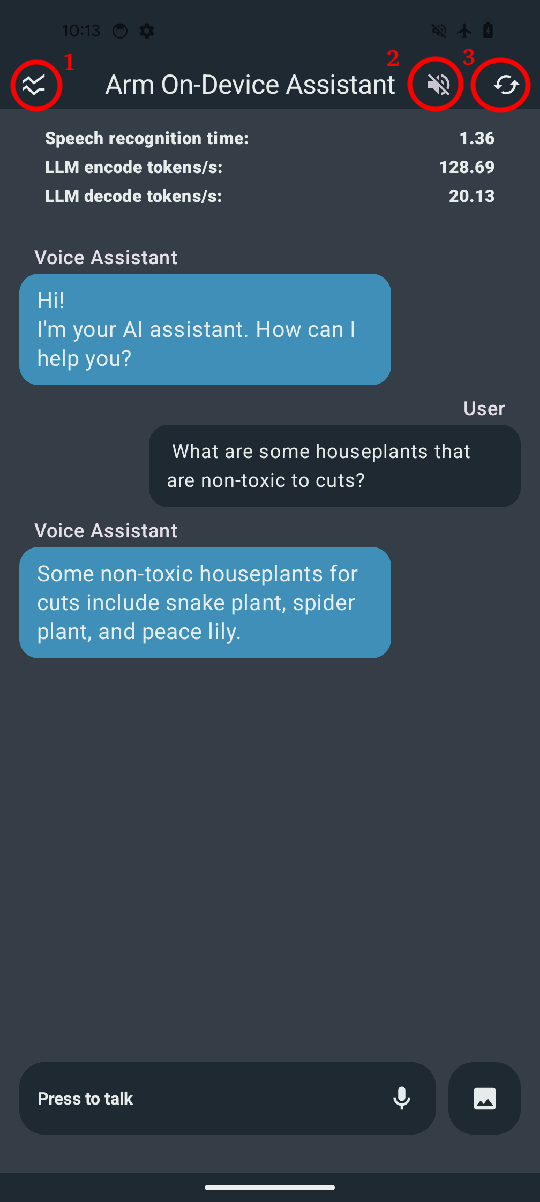 10:13
1
2
3
Arm On-Device Assistant
Speech recognition time: 1.36
LLM encode tokens/s: 128.69
LLM decode tokens/s: 20.13
Voice Assistant
Hi!
I'm your AI assistant. How can I
help you?
User
What are some houseplants that
are non-toxic to cuts?
Voice Assistant
Some non-toxic houseplants for
cuts include snake plant, spider
plant, and peace lily.
Press to talk